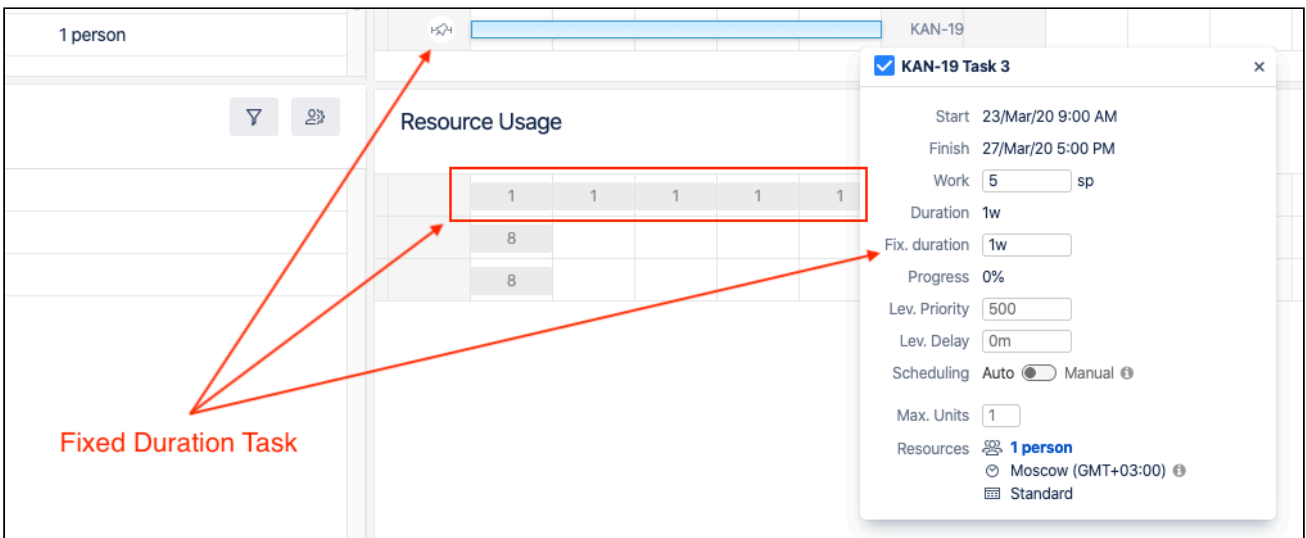 1 person
KAN-19
KAN-19 Task 3
Start 23/Mar/20 9:00 AM
Finish 27/Mar/20 5:00 PM
Work 5 sp
Duration 1w
Fix. duration 1w
Progress 0%
Lev. Priority 500
Lev. Delay 0m
Scheduling Auto Manual
Max. Units 1
Resources 1 person
Moscow (GMT+03:00)
Standard
Resource Usage
1 1 1 1 1
8
8
Fixed Duration Task